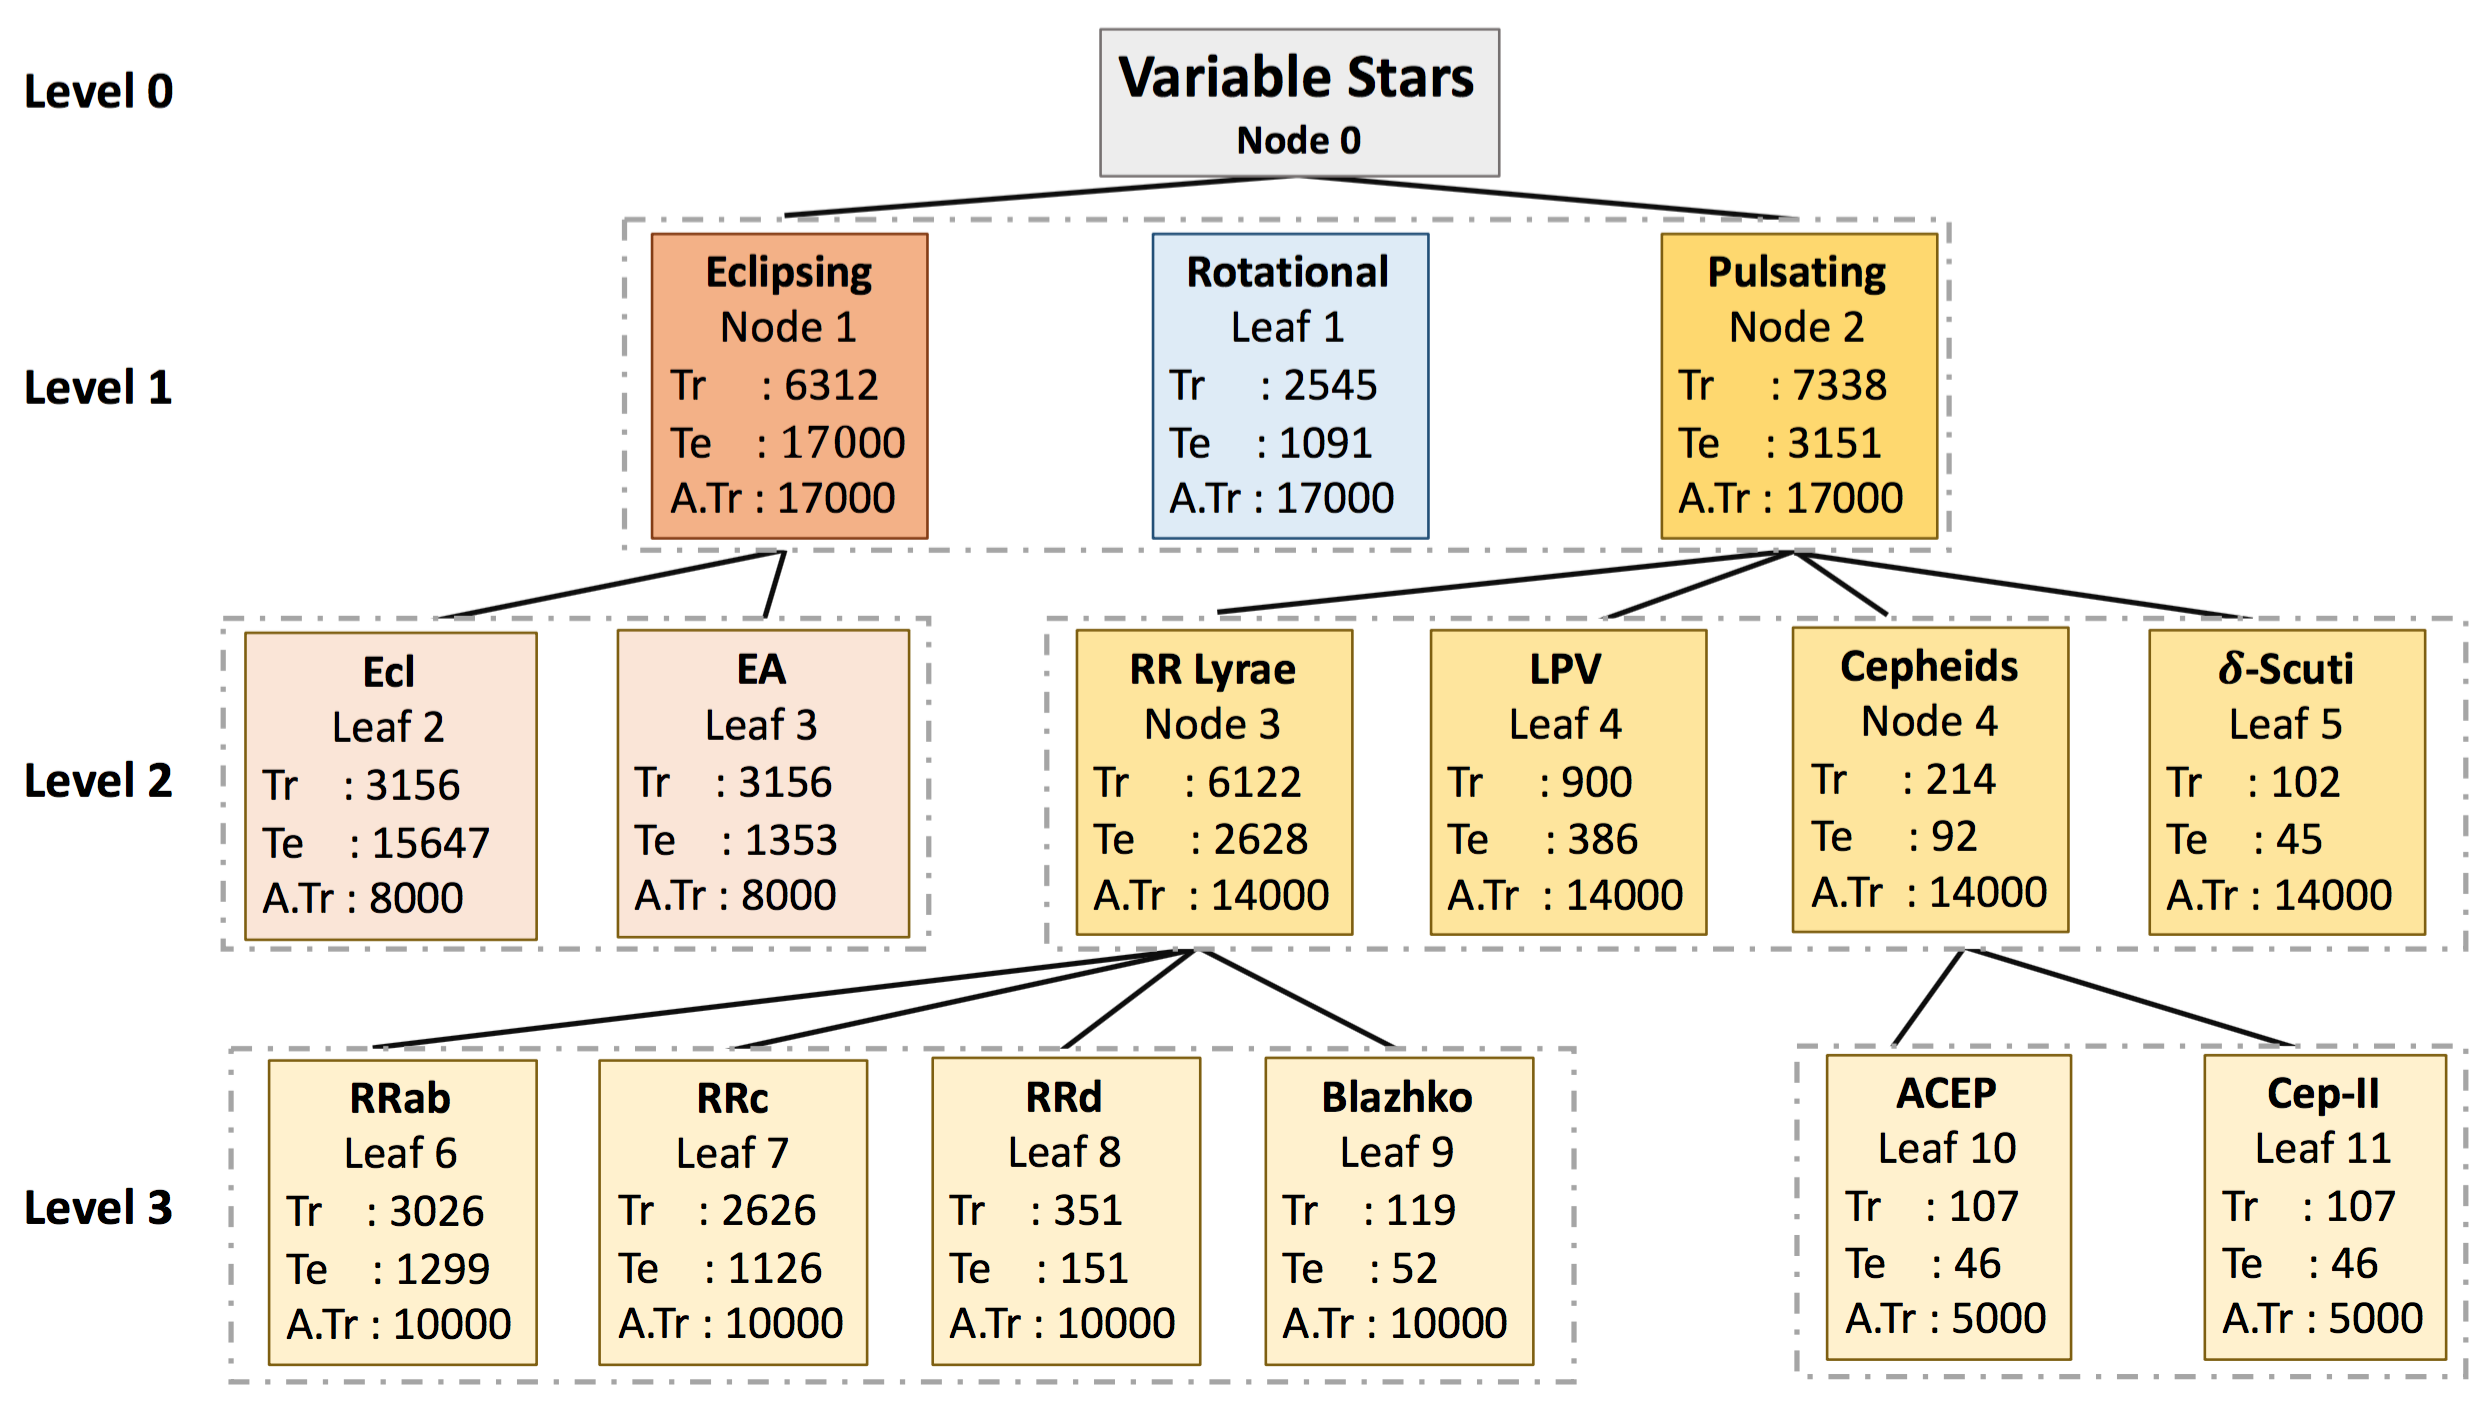 Level 0
Variable Stars
Node 0
Level 1
Eclipsing
Node 1
Tr : 6312
Te : 17000
A.Tr : 17000
Rotational
Leaf 1
Tr : 2545
Te : 1091
A.Tr : 17000
Pulsating
Node 2
Tr : 7338
Te : 3151
A.Tr : 17000
Level 2
Ecl
Leaf 2
Tr : 3156
Te : 15647
A.Tr : 8000
EA
Leaf 3
Tr : 3156
Te : 1353
A.Tr : 8000
RR Lyrae
Node 3
Tr : 6122
Te : 2628
A.Tr : 14000
LPV
Leaf 4
Tr : 900
Te : 386
A.Tr : 14000
Cepheids
Node 4
Tr : 214
Te : 92
A.Tr : 14000
δ-Scuti
Leaf 5
Tr : 102
Te : 45
A.Tr : 14000
Level 3
RRab
Leaf 6
Tr : 3026
Te : 1299
A.Tr : 10000
RRc
Leaf 7
Tr : 2626
Te : 1126
A.Tr : 10000
RRd
Leaf 8
Tr : 351
Te : 151
A.Tr : 10000
Blazhko
Leaf 9
Tr : 119
Te : 52
A.Tr : 10000
ACEP
Leaf 10
Tr : 107
Te : 46
A.Tr : 5000
Cep-II
Leaf 11
Tr : 107
Te : 46
A.Tr : 5000